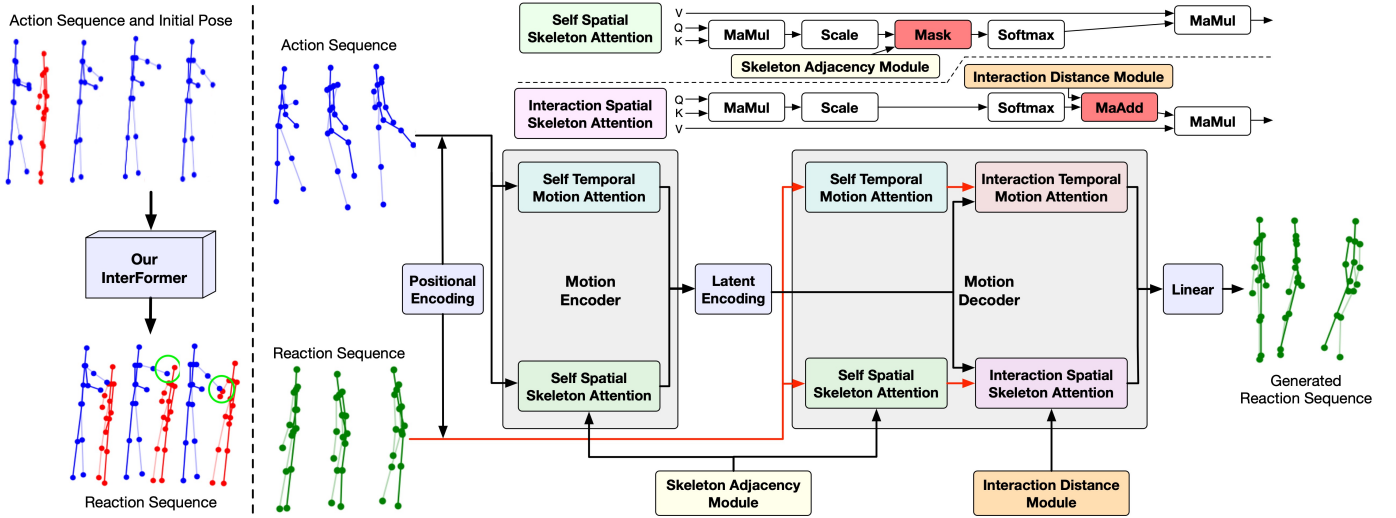 Action Sequence and Initial Pose
Our
InterFormer
Reaction Sequence
Action Sequence
Reaction Sequence
Positional
Encoding
Self Spatial
Skeleton Attention
V
Q
K
MaMul
Scale
Mask
Softmax
MaMul
Skeleton Adjacency Module
Interaction Distance Module
Interaction Spatial
Skeleton Attention
Q
K
V
MaMul
Scale
Softmax
MaAdd
MaMul
Self Temporal
Motion Attention
Motion
Encoder
Self Spatial
Skeleton Attention
Latent
Encoding
Self Temporal
Motion Attention
Interaction Temporal
Motion Attention
Motion
Decoder
Self Spatial
Skeleton Attention
Interaction Spatial
Skeleton Attention
Linear
Skeleton Adjacency
Module
Interaction Distance
Module
Generated
Reaction Sequence